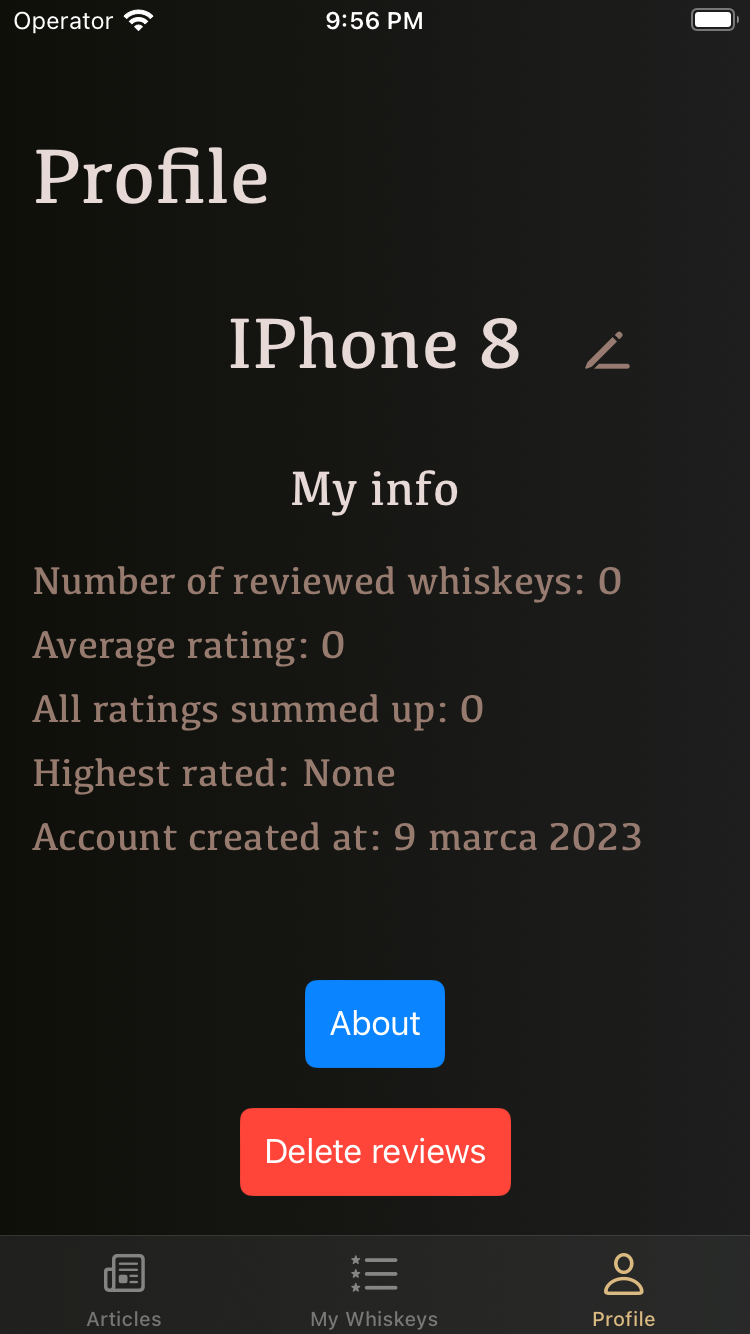 Operator 9:56 PM
Profile
IPhone 8
My info
Number of reviewed whiskeys: 0
Average rating: 0
All ratings summed up: 0
Highest rated: None
Account created at: 9 marca 2023
About
Delete reviews
Articles My Whiskeys Profile